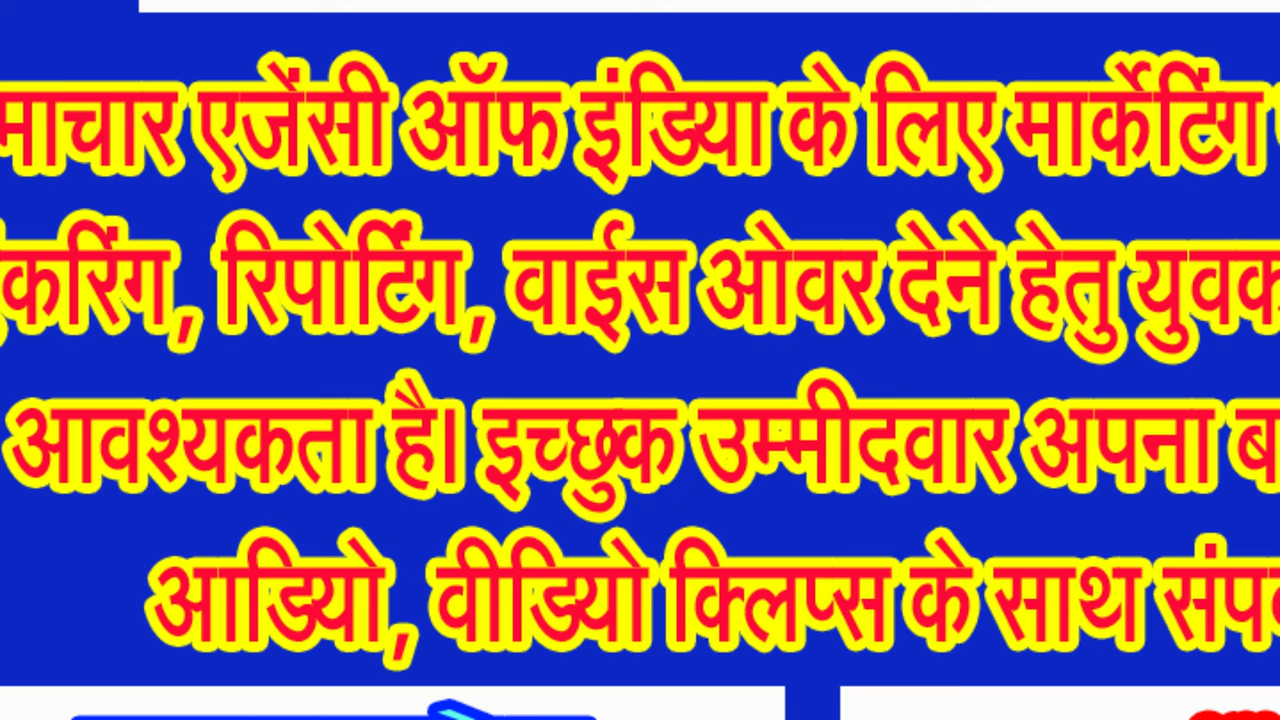 माचार एजेंसी ऑफ इंडिया के लिए मार्केटिंग
करिंग, रिपोर्टिंग, वाईस ओवर देने हेतु युवक
आवश्यकता है। इच्छुक उम्मीदवार अपना ब
आडियो, वीडियो क्लिप्स के साथ संप